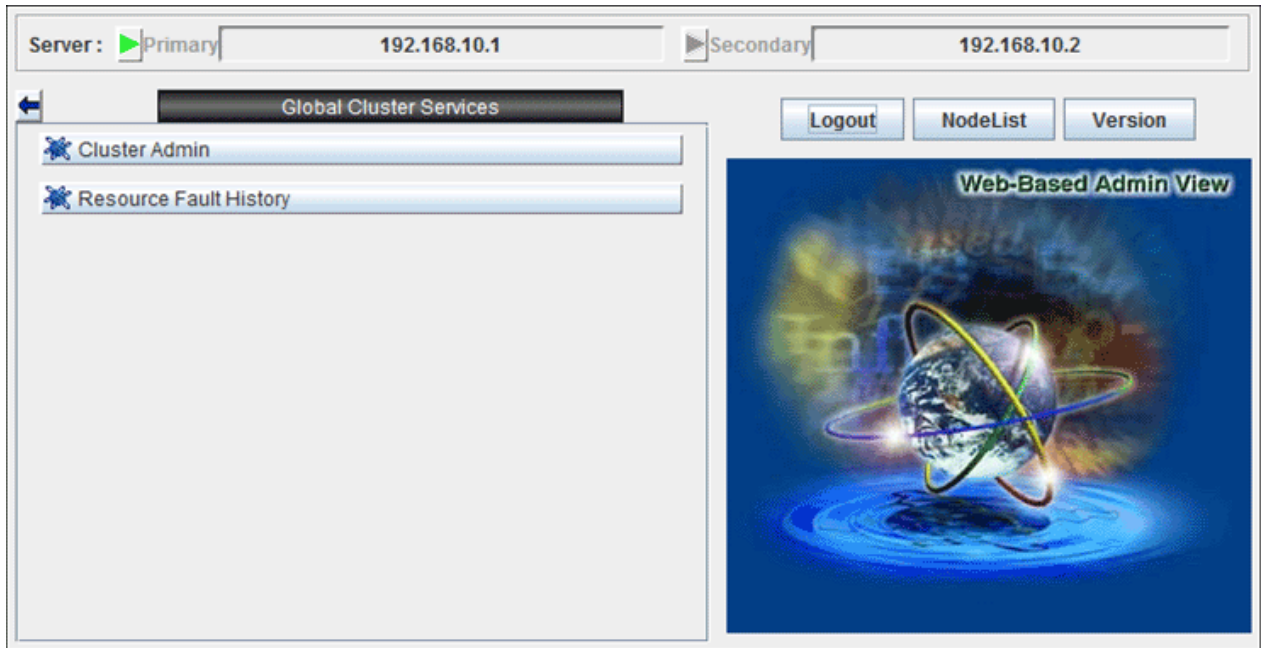 Server : Primary 192.168.10.1 Secondary 192.168.10.2
Global Cluster Services
Logout NodeList Version
Cluster Admin
Resource Fault History
Web-Based Admin View